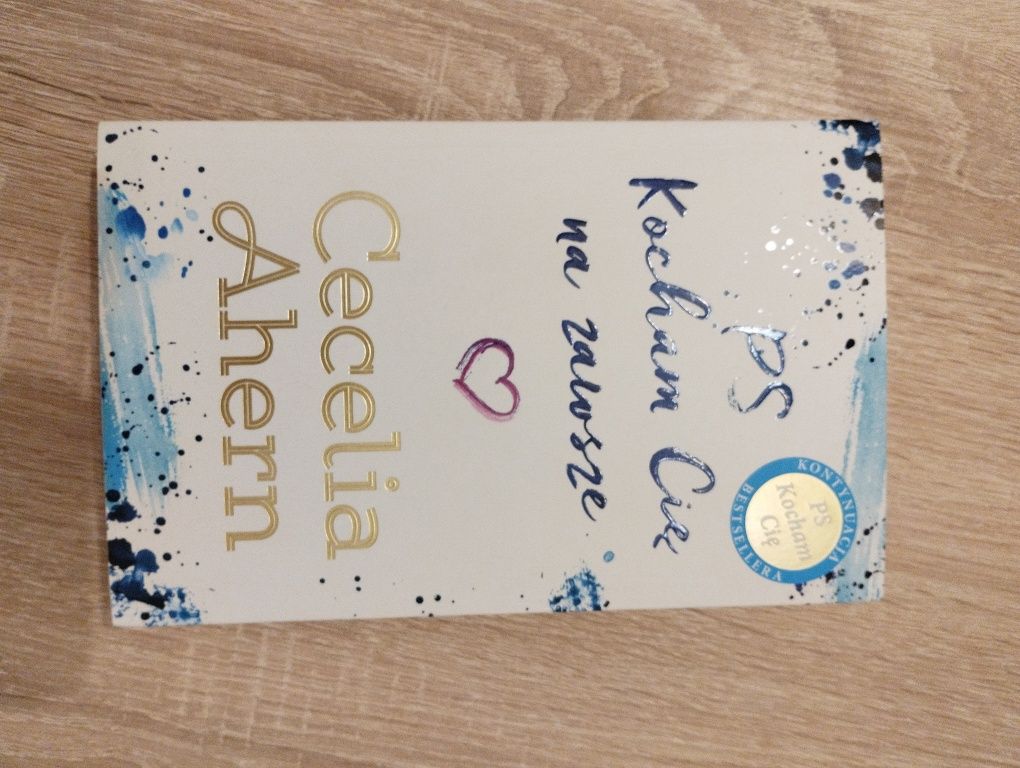 PS
Kocham Cię
na zawsze
KONTYNUACJA
PS
Kocham
Cię
BESTSELLERA
Cecelia
Ahern